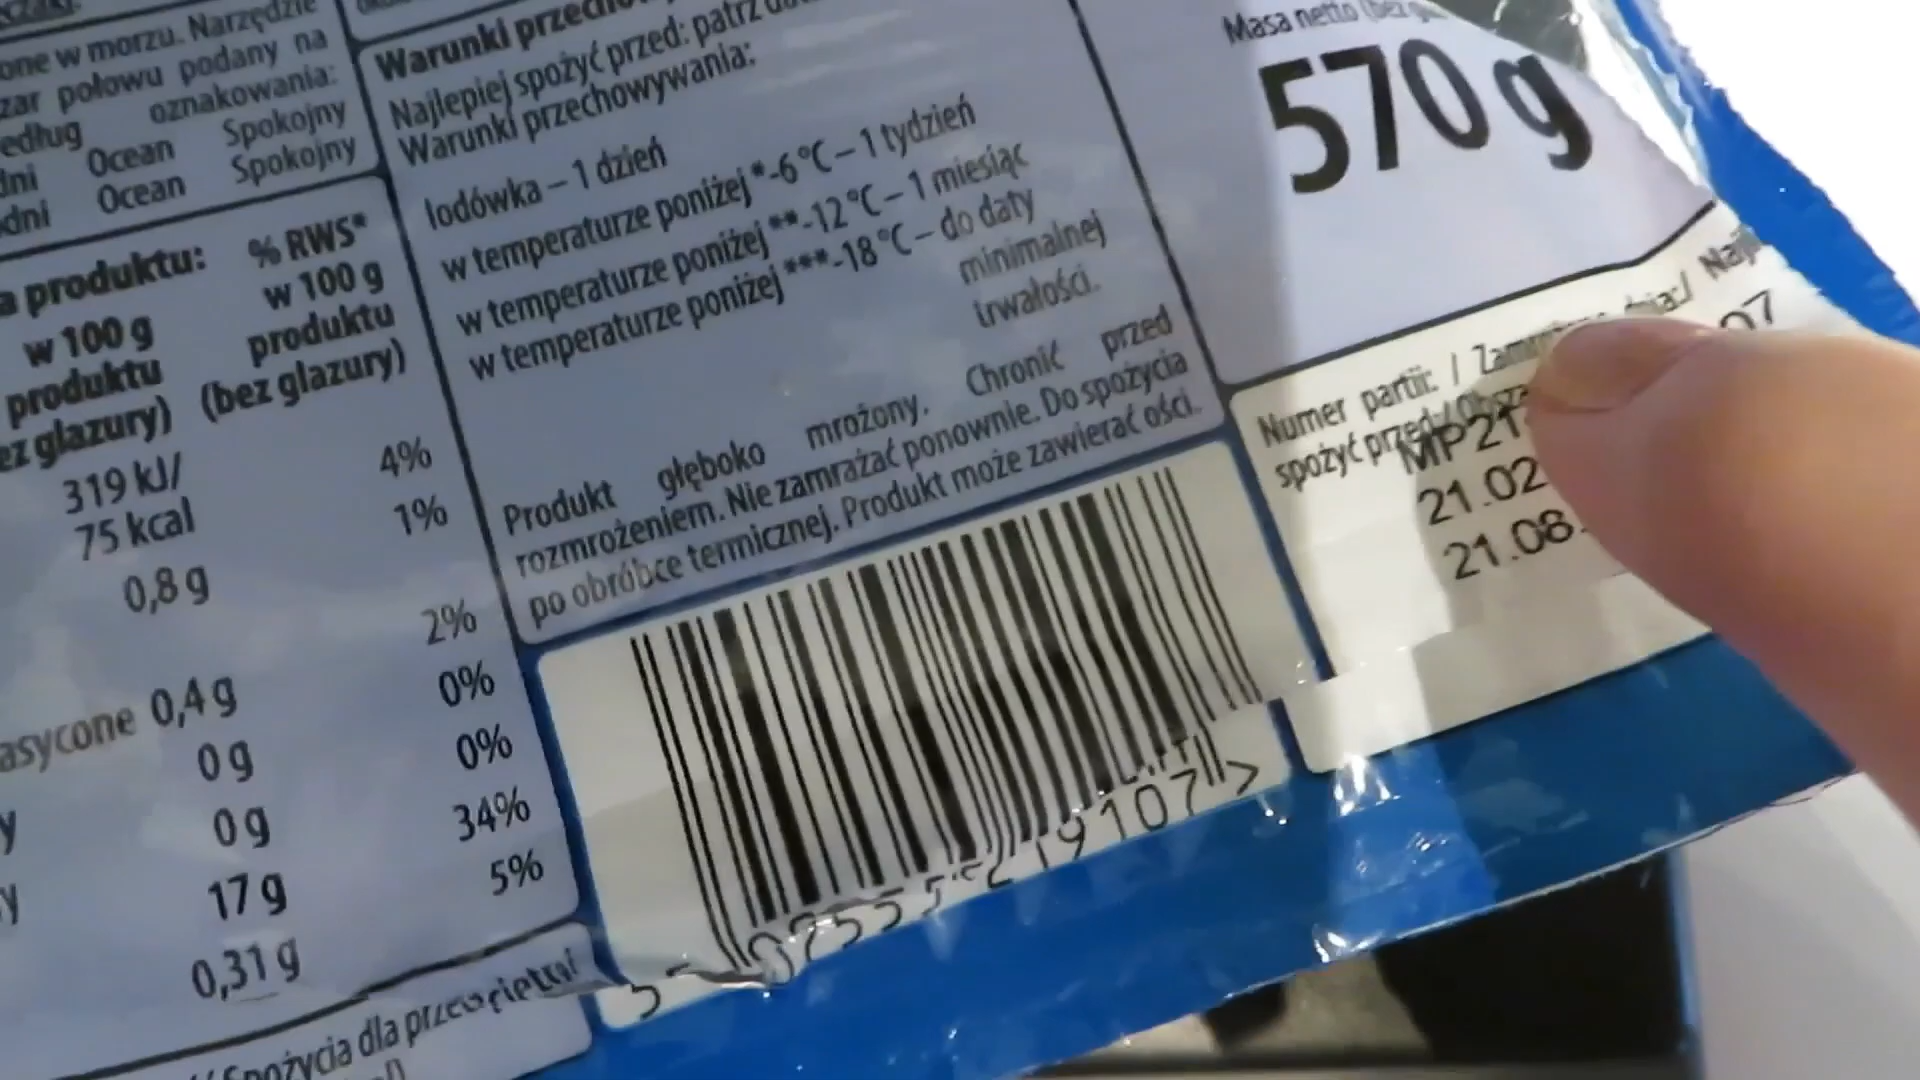 one w morzu. Narzędzie
zar połowu podany na
edług oznakowania:
dni Ocean Spokojny
dni Ocean Spokojny
a produktu: % RWS*
w 100 g w 100 g
produktu produktu
ez glazury) (bez glazury)
319 kJ/ 4%
75 kcal 1%
0,8 g
2%
asycone 0,4 g 0%
0 g 0%
y 0 g 34%
y 17 g 5%
0,31 g
Spożycia dla
Warunki
Najlepiej spożyć przed: patrz
Warunki przechowywania:
lodówka – 1 dzień
w temperaturze poniżej *-6 °C – 1 tydzień
w temperaturze poniżej **-12 °C – 1 miesiąc
w temperaturze poniżej ***-18 °C – do daty
minimalnej
trwałości.
Produkt głęboko mrożony. Chronić przed
rozmrożeniem. Nie zamrażać ponownie. Do spożycia
po obróbce termicznej. Produkt może zawierać ości.
Masa netto
570 g
Numer partii: /
spożyć przed:
07
MP21
21.02
21.08.